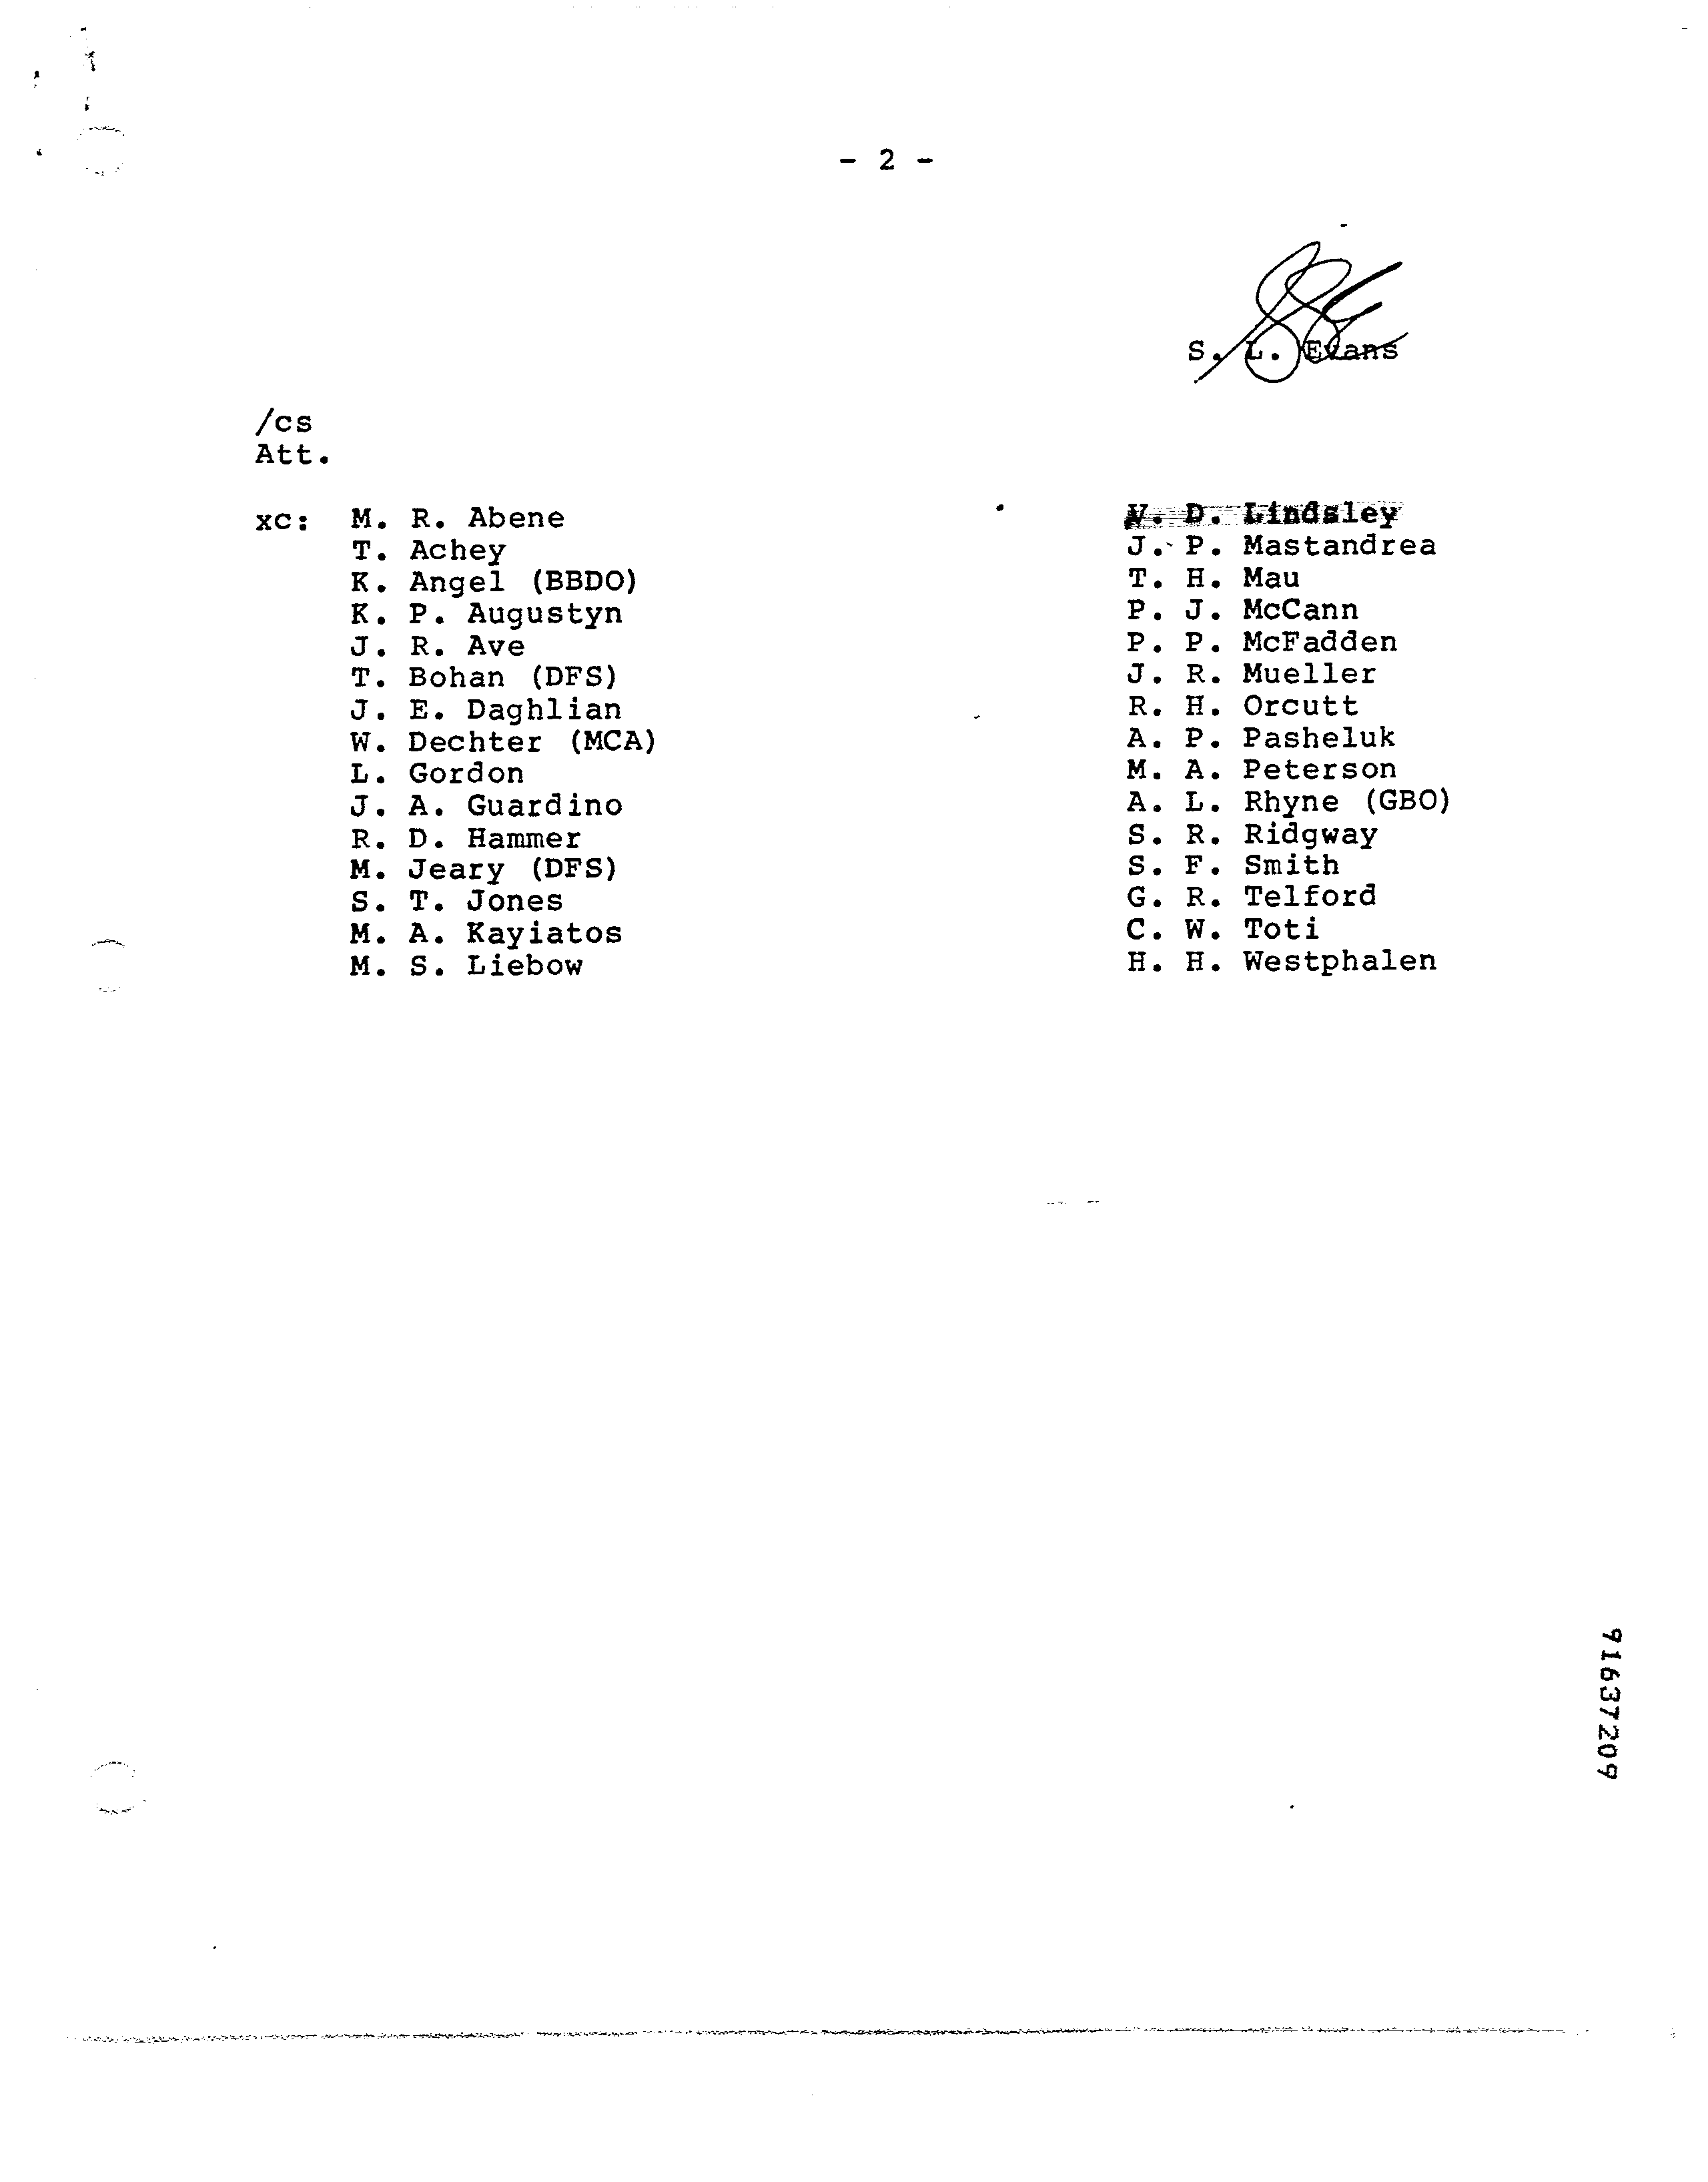 - 2 -
S. L. Evans
/cs
Att.
xc: M. R. Abene
T. Achey
K. Angel (BBDO)
K. P. Augustyn
J. R. Ave
T. Bohan (DFS)
J. E. Daghlian
W. Dechter (MCA)
L. Gordon
J. A. Guardino
R. D. Hammer
M. Jeary (DFS)
S. T. Jones
M. A. Kayiatos
M. S. Liebow
V. D. Lindsley
J. P. Mastandrea
T. H. Mau
P. J. McCann
P. P. McFadden
J. R. Mueller
R. H. Orcutt
A. P. Pasheluk
M. A. Peterson
A. L. Rhyne (GBO)
S. R. Ridgway
S. F. Smith
G. R. Telford
C. W. Toti
H. H. Westphalen
91637209